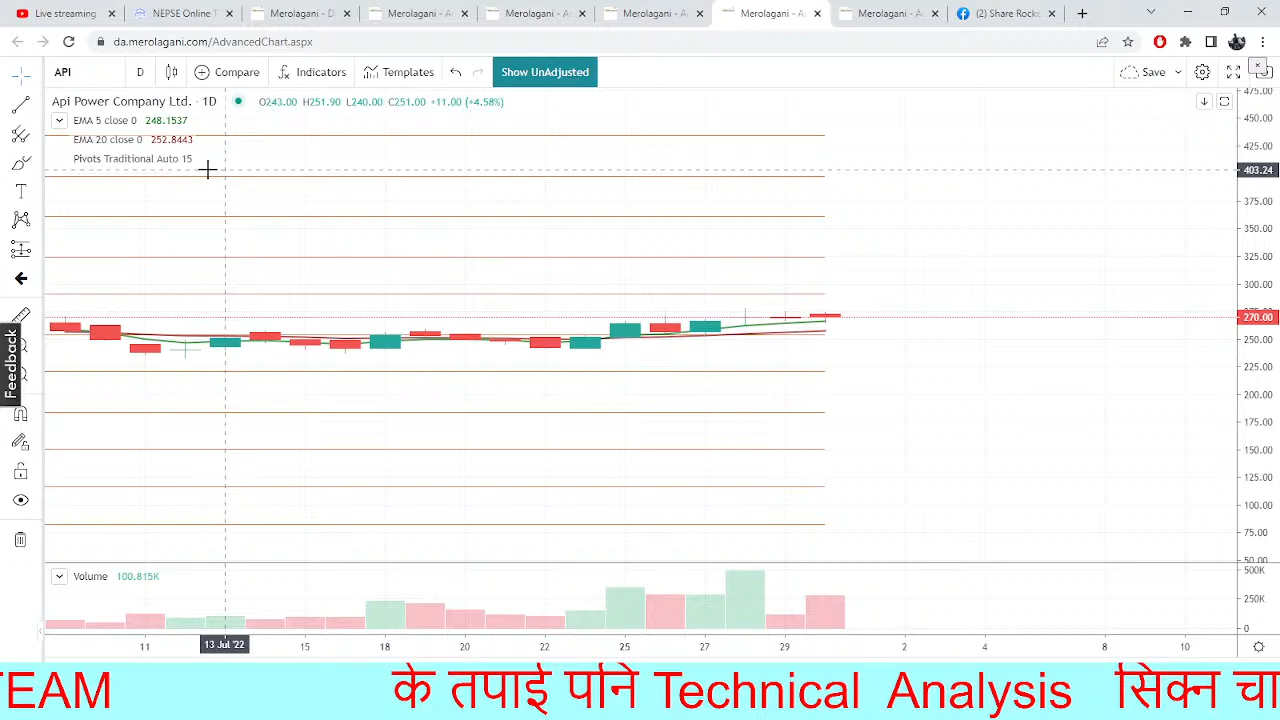 Live streaming
NEPSE Online T
Merolagani - D
Merolagani - A
Merolagani - A
Merolagani - A
Merolagani - A
Merolagani - A
(2) Share Rocke
da.merolagani.com/AdvancedChart.aspx
API D Compare Indicators Templates Show UnAdjusted Save
Api Power Company Ltd. · 1D O243.00 H251.90 L240.00 C251.00 +11.00 (+4.58%)
EMA 5 close 0 248.1537
EMA 20 close 0 252.8443
Pivots Traditional Auto 15
475.00
450.00
425.00
403.24
375.00
350.00
325.00
300.00
270.00
250.00
225.00
200.00
175.00
150.00
125.00
100.00
75.00
50.00
Feedback
Volume 100.815K
500K
250K
0
11 13 Jul '22 15 18 20 22 25 27 29 2 4 8 10
TEAM के तपाई पनि Technical Analysis सिक्न चा